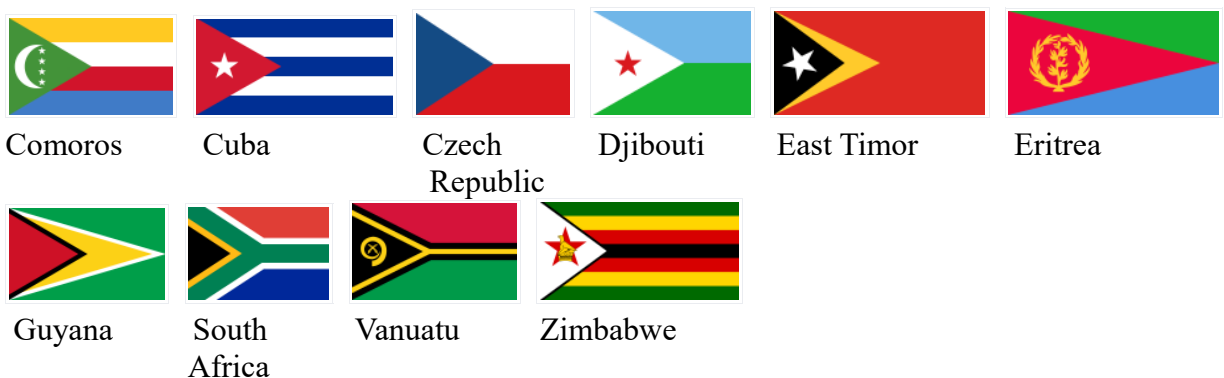 Comoros Cuba Czech Djibouti East Timor Eritrea
Republic
Guyana South Vanuatu Zimbabwe
Africa